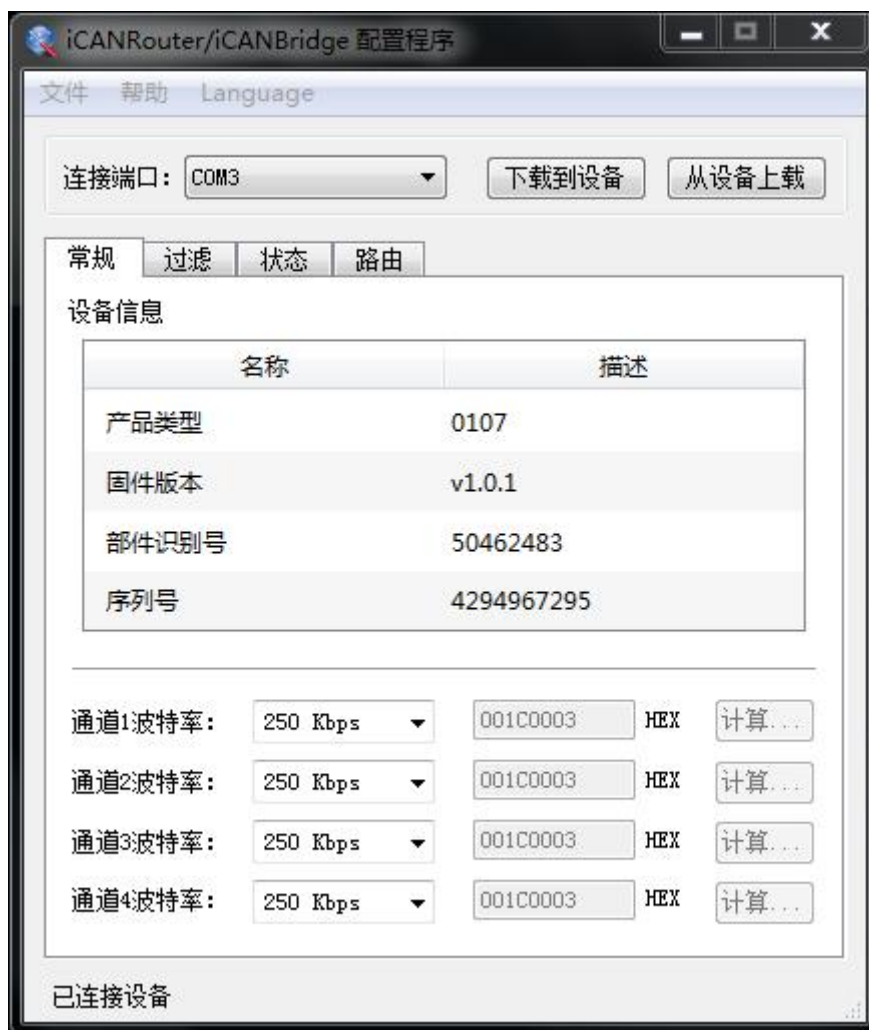 iCANRouter/iCANBridge 配置程序
文件 帮助 Language
连接端口: COM3 下载到设备 从设备上载
常规 过滤 状态 路由
设备信息
名称 描述
产品类型 0107
固件版本 v1.0.1
部件识别号 50462483
序列号 4294967295
通道1波特率: 250 Kbps 001C0003 HEX 计算...
通道2波特率: 250 Kbps 001C0003 HEX 计算...
通道3波特率: 250 Kbps 001C0003 HEX 计算...
通道4波特率: 250 Kbps 001C0003 HEX 计算...
已连接设备